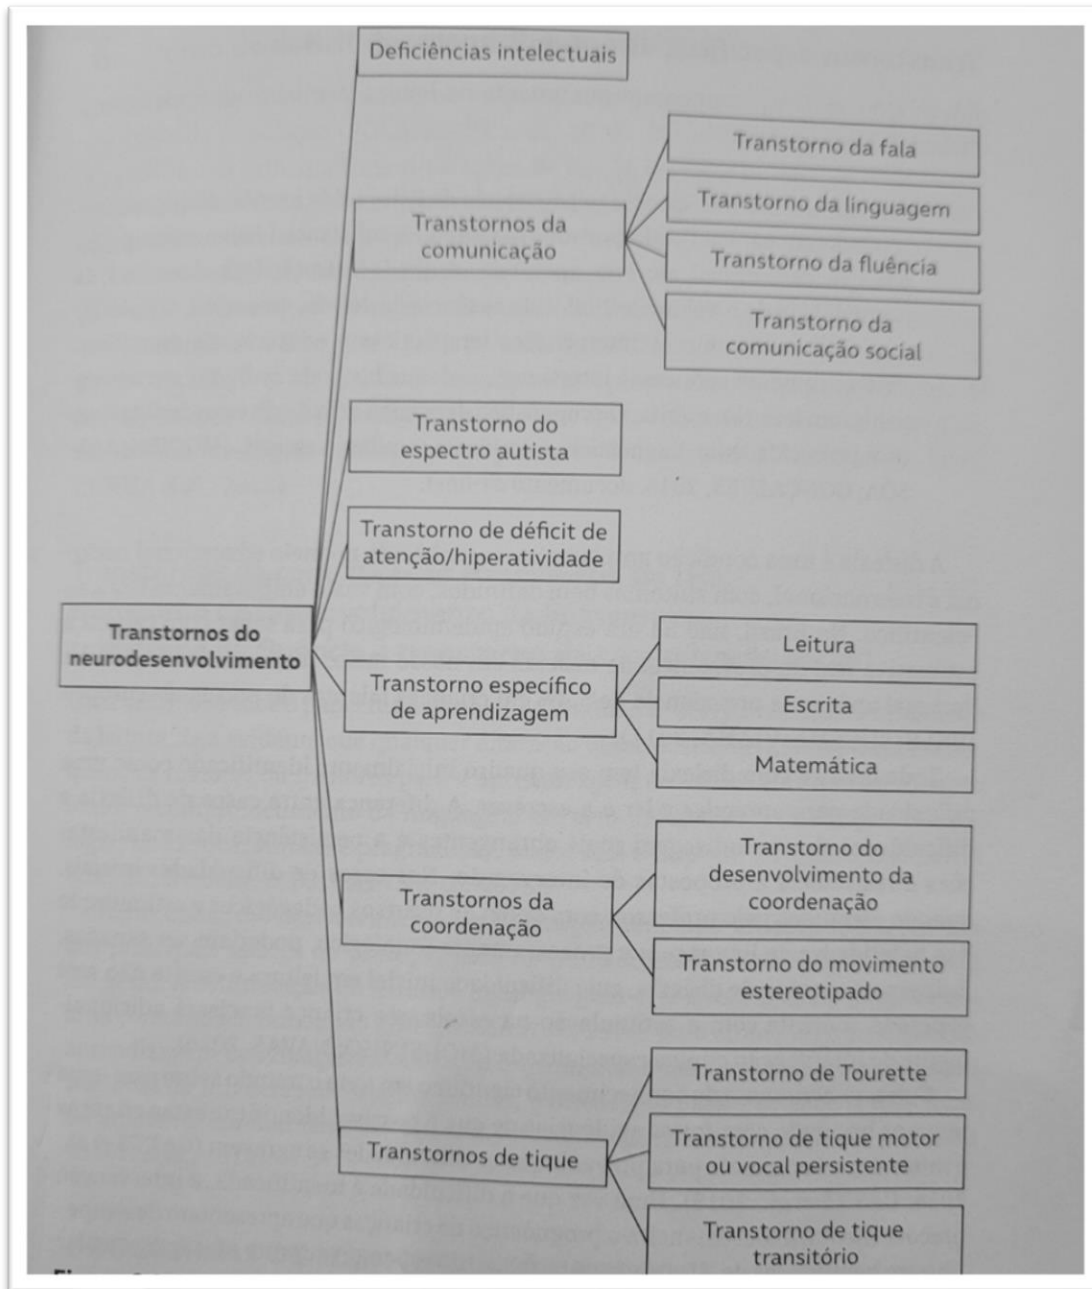 Deficiências intelectuais
Transtornos da
comunicação
Transtorno da fala
Transtorno da linguagem
Transtorno da fluência
Transtorno da
comunicação social
Transtorno do
espectro autista
Transtorno de déficit de
atenção/hiperatividade
Transtornos do
neurodesenvolvimento
Transtorno específico
de aprendizagem
Leitura
Escrita
Matemática
Transtornos da
coordenação
Transtorno do
desenvolvimento da
coordenação
Transtorno do movimento
estereotipado
Transtornos de tique
Transtorno de Tourette
Transtorno de tique motor
ou vocal persistente
Transtorno de tique
transitório